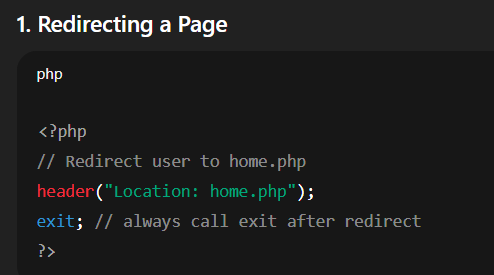 1. Redirecting a Page
php
<?php
// Redirect user to home.php
header("Location: home.php");
exit; // always call exit after redirect
?>